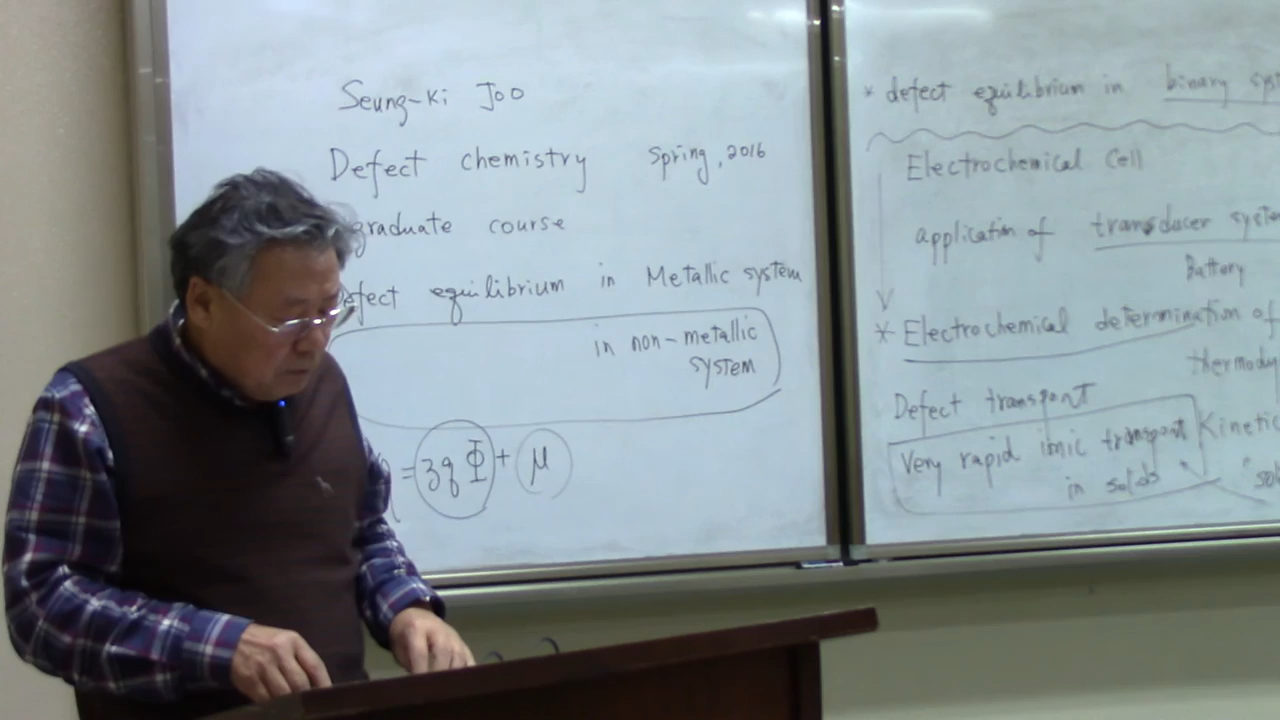 Seung-Ki Joo
Defect chemistry Spring, 2016
graduate course
Defect equilibrium in Metallic system
in non-metallic
system
η = zqΦ + μ
* defect equilibrium in binary
Electrochemical Cell
application of transducer
Battery
* Electrochemical determination of
Defect transport
Very rapid ionic transport
in solids
Kinetic